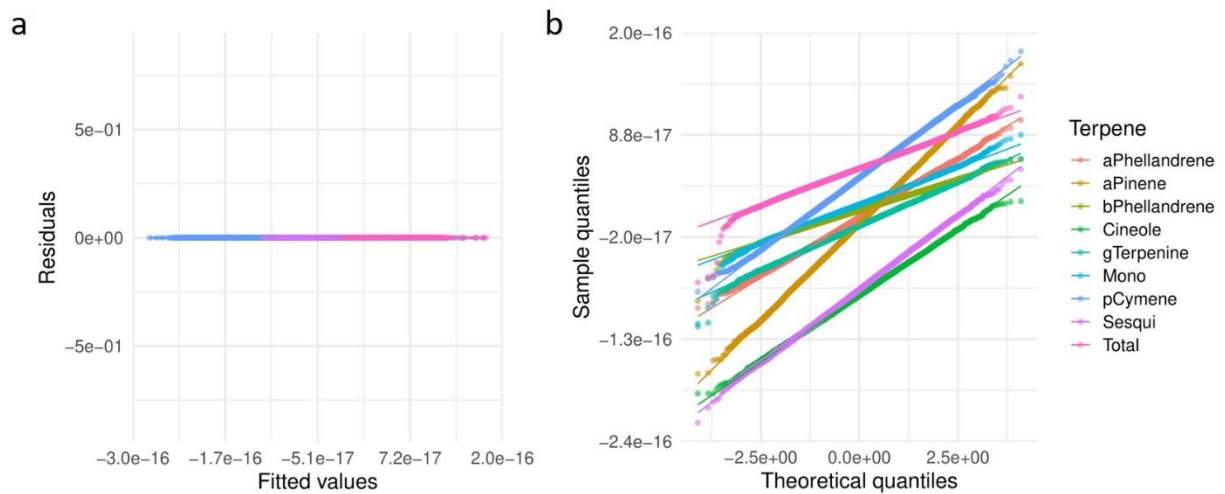 a
Residuals
5e−01
0e+00
−5e−01
−3.0e−16
−1.7e−16
−5.1e−17
7.2e−17
2.0e−16
Fitted values
b
Sample quantiles
2.0e−16
8.8e−17
−2.0e−17
−1.3e−16
−2.4e−16
−2.5e+00
0.0e+00
2.5e+00
Theoretical quantiles
Terpene
aPhellandrene
aPinene
bPhellandrene
Cineole
gTerpenine
Mono
pCymene
Sesqui
Total